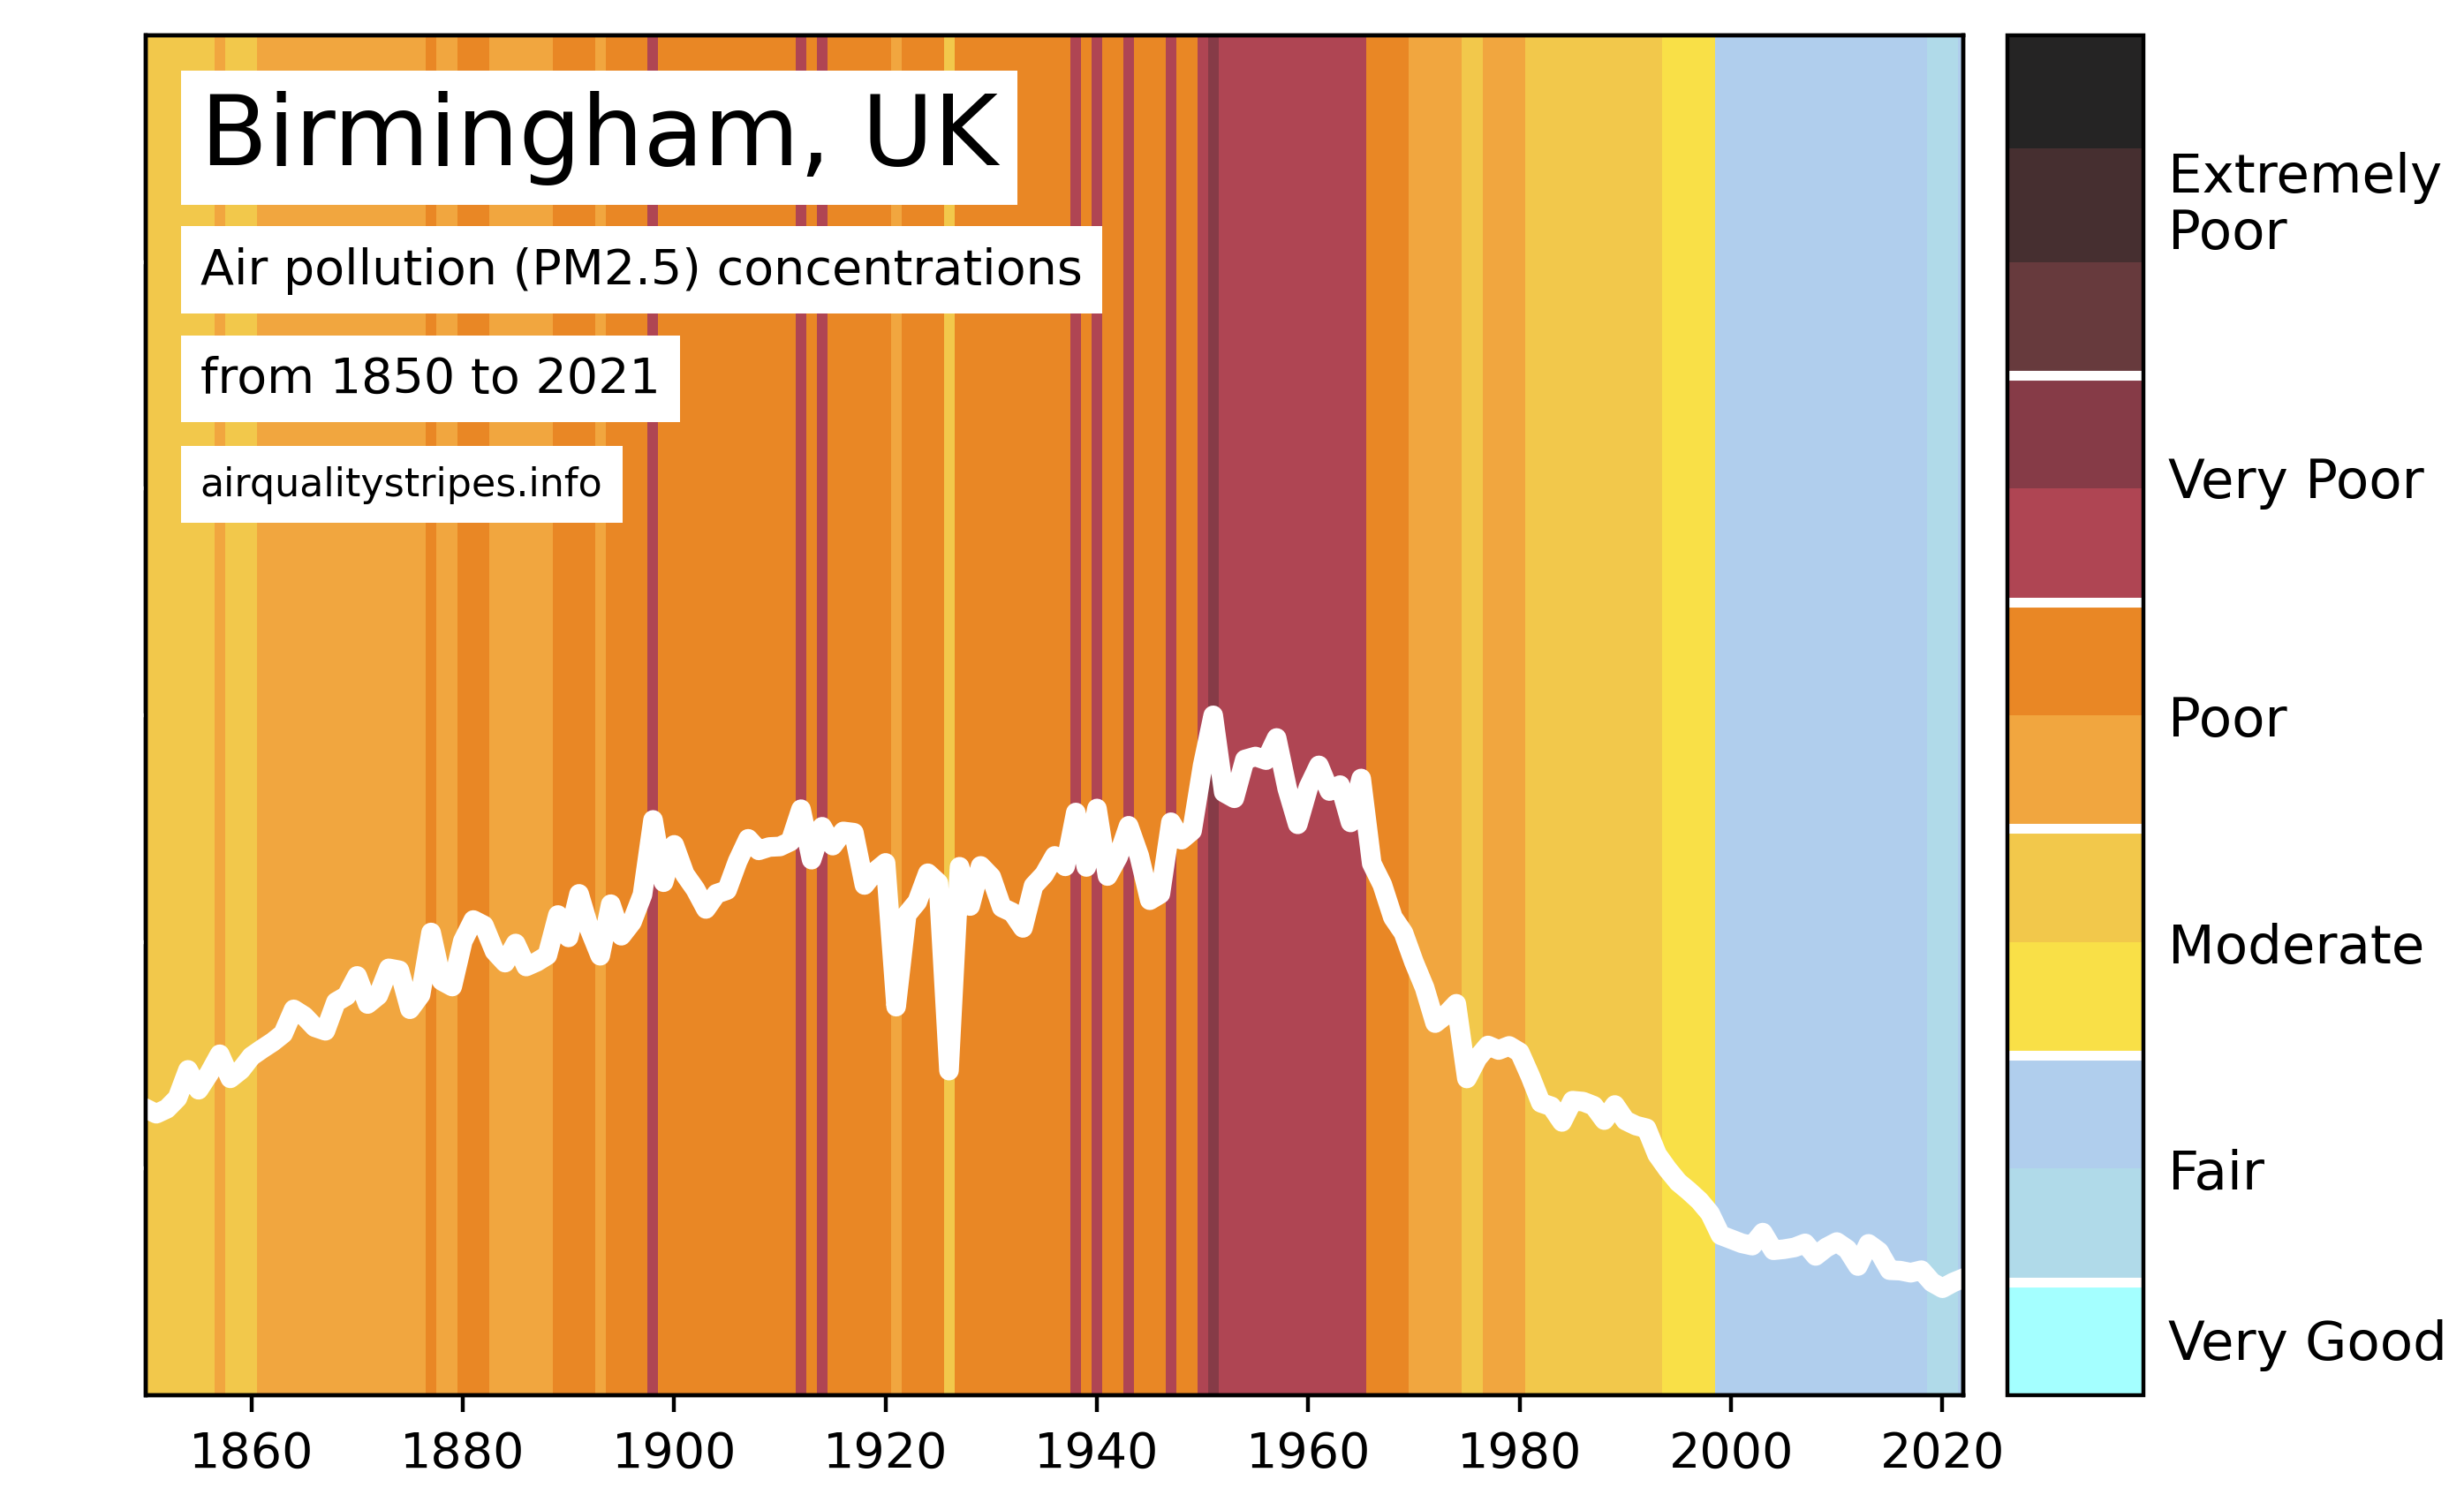 Birmingham, UK
Air pollution (PM2.5) concentrations
from 1850 to 2021
airqualitystripes.info
Extremely
Poor
Very Poor
Poor
Moderate
Fair
Very Good
1860 1880 1900 1920 1940 1960 1980 2000 2020